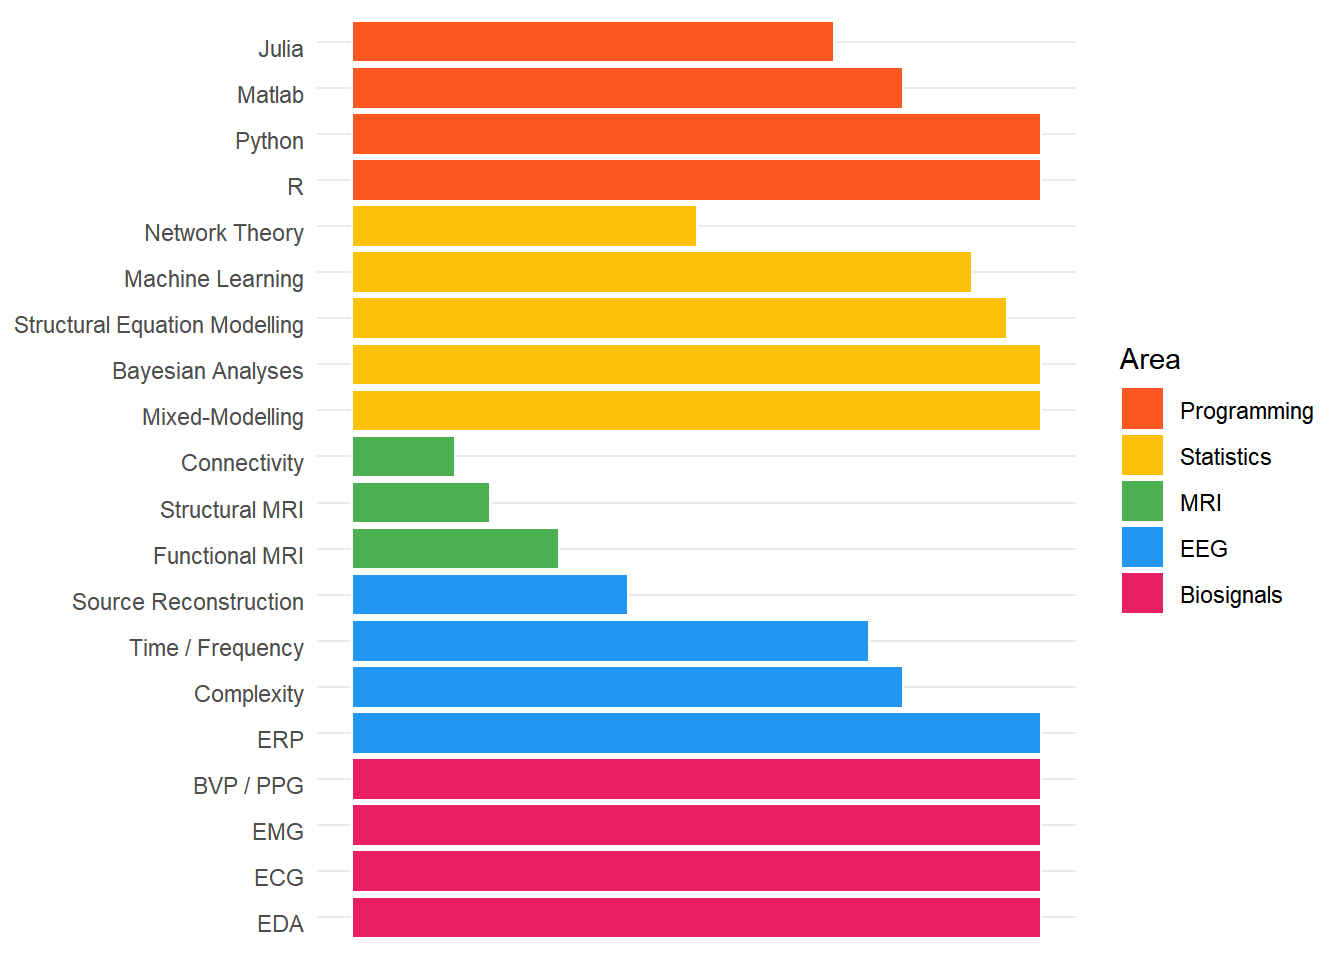 Julia
Matlab
Python
R
Network Theory
Machine Learning
Structural Equation Modelling
Bayesian Analyses
Mixed-Modelling
Connectivity
Structural MRI
Functional MRI
Source Reconstruction
Time / Frequency
Complexity
ERP
BVP / PPG
EMG
ECG
EDA
Area
Programming
Statistics
MRI
EEG
Biosignals